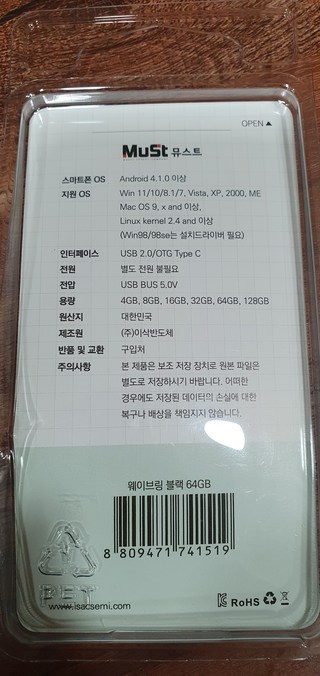 OPEN ▲
MuSt 뮤스트
스마트폰 OS Android 4.1.0 이상
지원 OS Win 11/10/8.1/7, Vista, XP, 2000, ME
Mac OS 9, x and 이상,
Linux kernel 2.4 and 이상
(Win98/98se는 설치드라이버 필요)
인터페이스 USB 2.0/OTG Type C
전원 별도 전원 불필요
전압 USB BUS 5.0V
용량 4GB, 8GB, 16GB, 32GB, 64GB, 128GB
원산지 대한민국
제조원 (주)이삭반도체
반품 및 교환 구입처
주의사항 본 제품은 보조 저장 장치로 원본 파일은
별도로 저장하시기 바랍니다. 어떠한
경우에도 저장된 데이터의 손실에 대한
복구나 배상을 책임지지 않습니다.
웨이브링 블랙 64GB
8 809471 741519
PET
www.isacsemi.com
RoHS